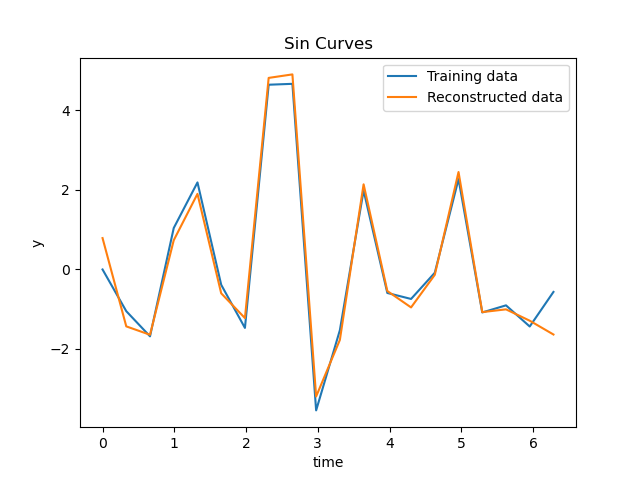 Sin Curves
Training data
Reconstructed data
4
2
0
−2
y
0 1 2 3 4 5 6
time